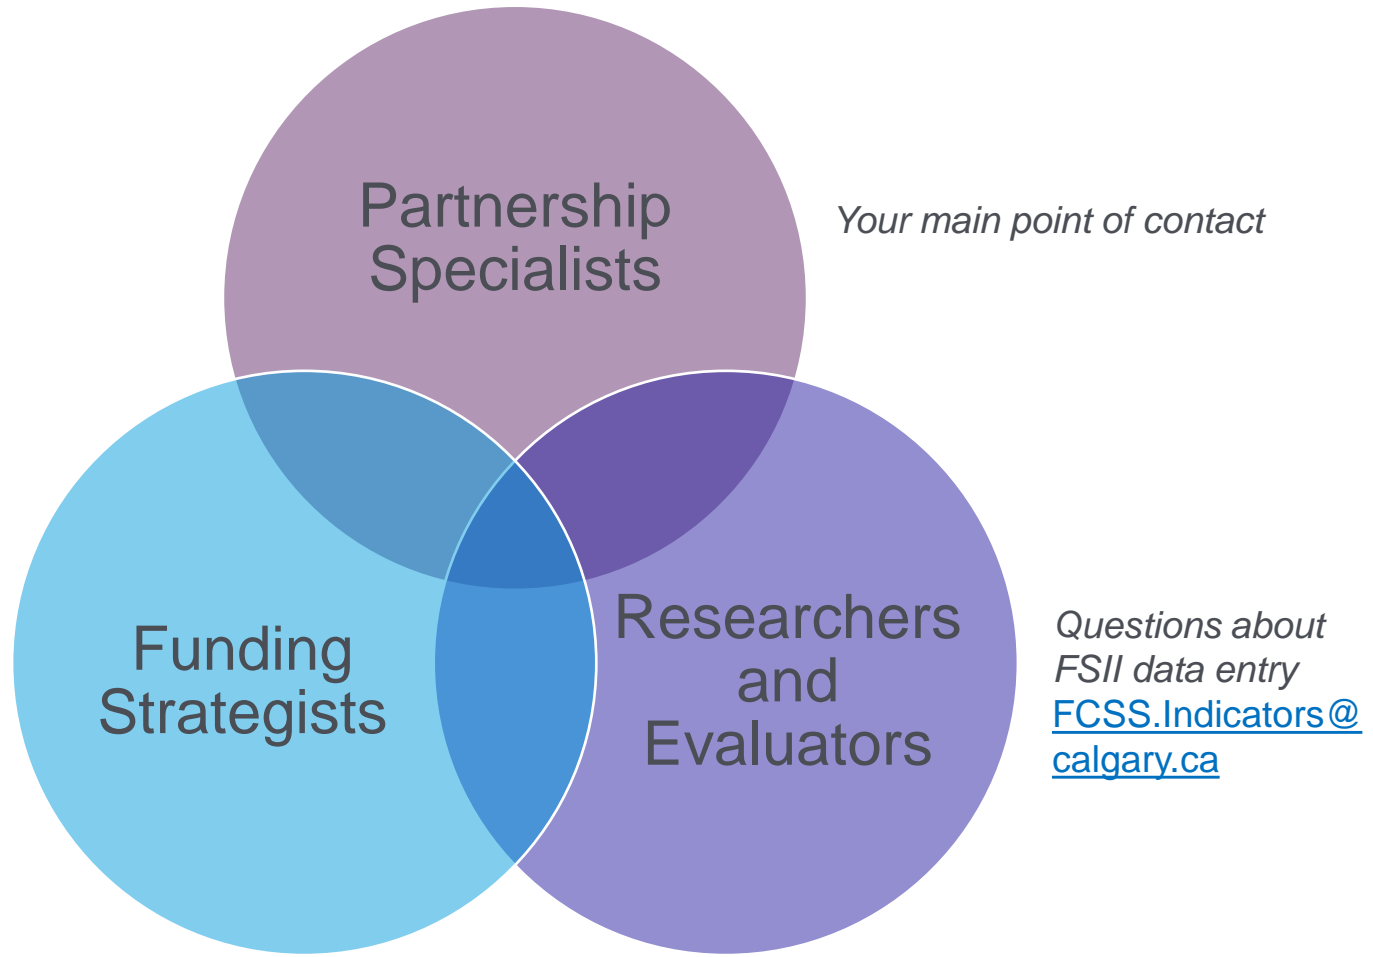 Partnership
Specialists
Your main point of contact
Funding
Strategists
Researchers
and
Evaluators
Questions about
FSII data entry
FCSS.Indicators@
calgary.ca